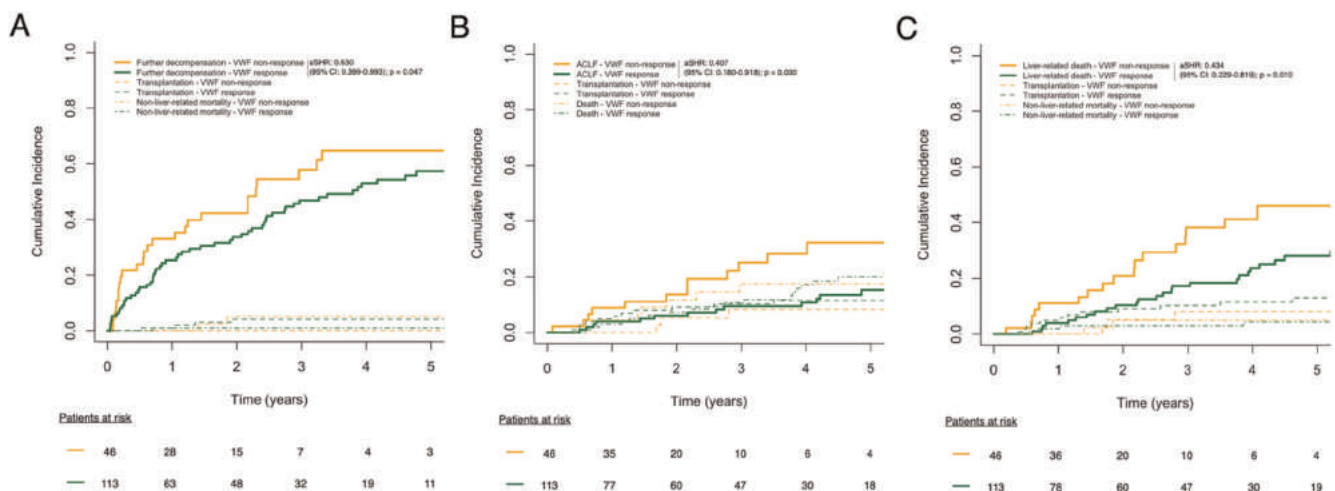 A
Cumulative Incidence
1.0
0.8
0.6
0.4
0.2
0.0
Further decompensation - VWF non-response
Further decompensation - VWF response
Transplantation - VWF non-response
Transplantation - VWF response
Non-liver-related mortality - VWF non-response
Non-liver-related mortality - VWF response
aSHR: 0.630
(95% CI: 0.399-0.993); p = 0.047
0 1 2 3 4 5
Time (years)
Patients at risk
46 28 15 7 4 3
113 63 48 32 19 11
B
Cumulative Incidence
1.0
0.8
0.6
0.4
0.2
0.0
ACLF - VWF non-response
ACLF - VWF response
Transplantation - VWF non-response
Transplantation - VWF response
Death - VWF non-response
Death - VWF response
aSHR: 0.407
(95% CI: 0.180-0.918); p = 0.030
0 1 2 3 4 5
Time (years)
Patients at risk
46 35 20 10 6 4
113 77 60 47 30 18
C
Cumulative Incidence
1.0
0.8
0.6
0.4
0.2
0.0
Liver-related death - VWF non-response
Liver-related death - VWF response
Transplantation - VWF non-response
Transplantation - VWF response
Non-liver-related mortality - VWF non-response
Non-liver-related mortality - VWF response
aSHR: 0.434
(95% CI: 0.229-0.819); p = 0.010
0 1 2 3 4 5
Time (years)
Patients at risk
46 36 20 10 6 4
113 78 60 47 30 19